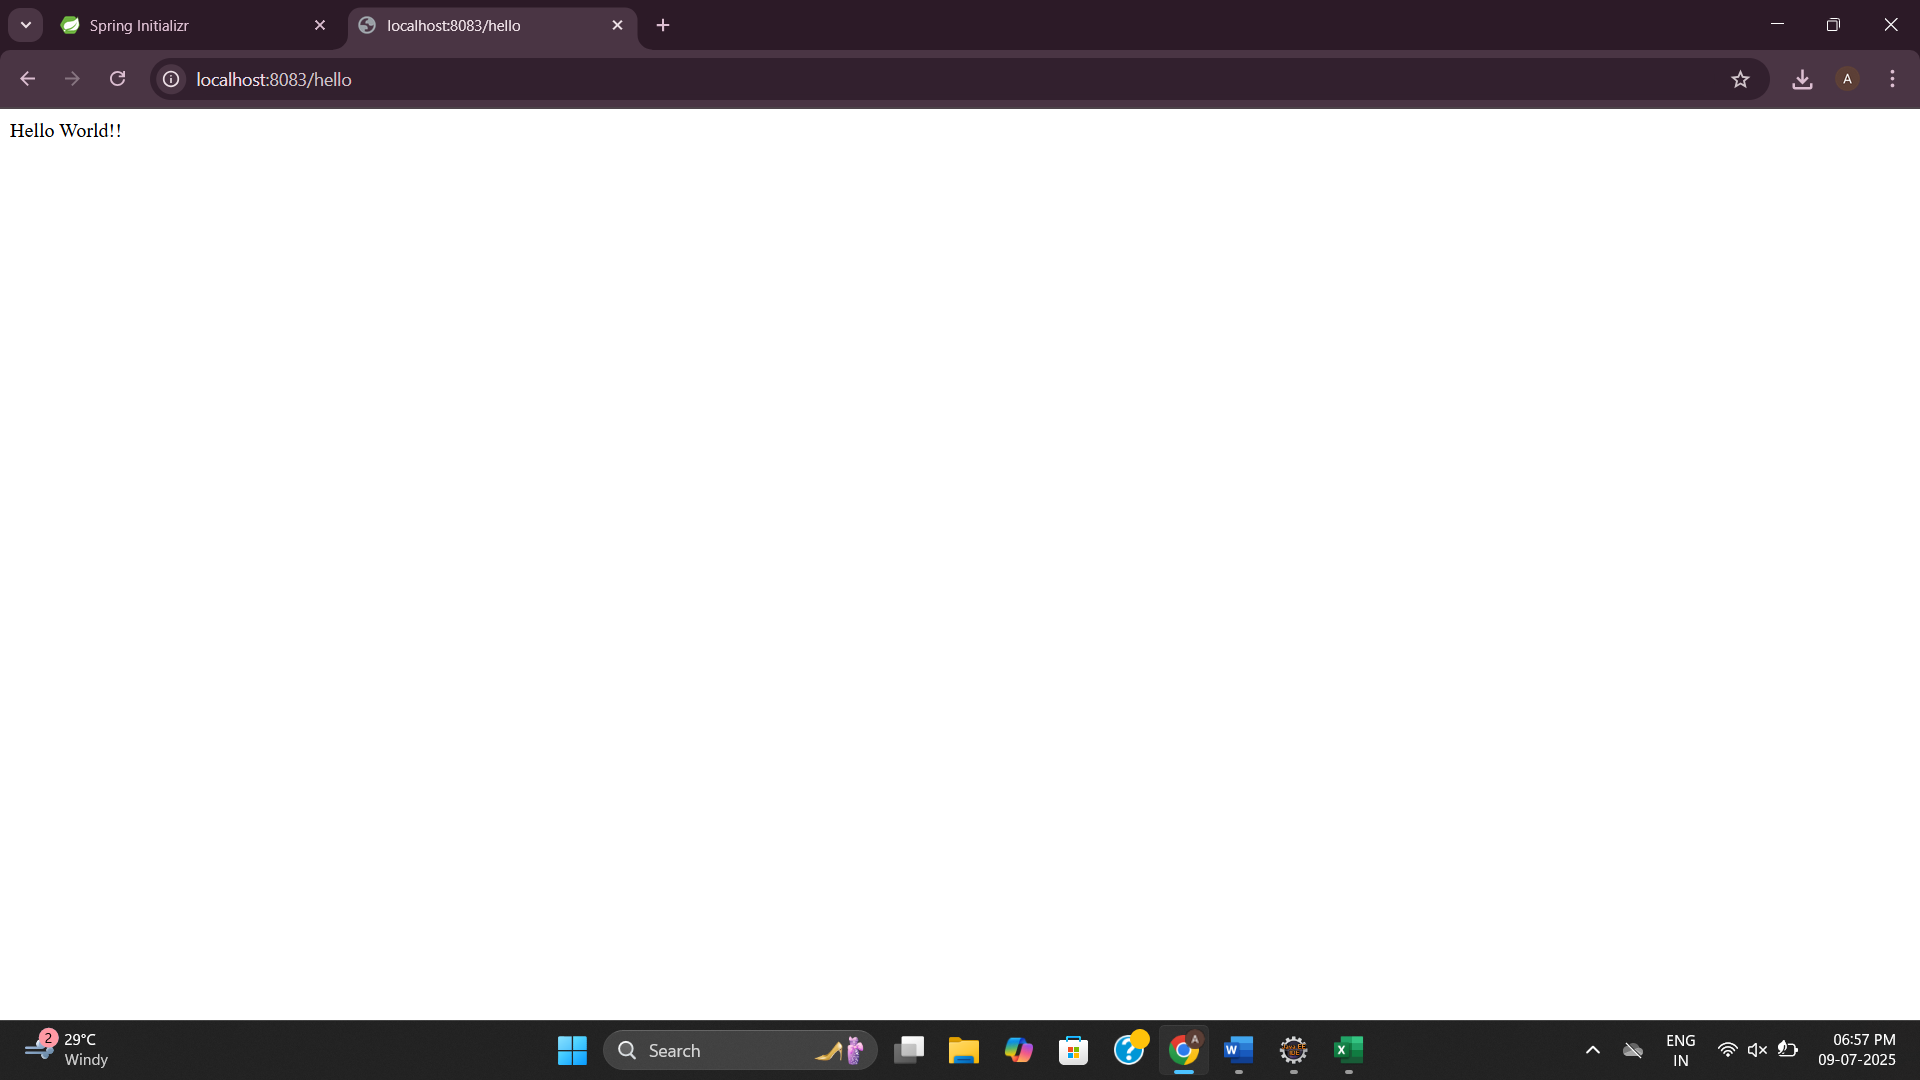 Spring Initializr
localhost:8083/hello
localhost:8083/hello
A
Hello World!!
2
29°C
Windy
Search
A
W
X
ENG
IN
06:57 PM
09-07-2025